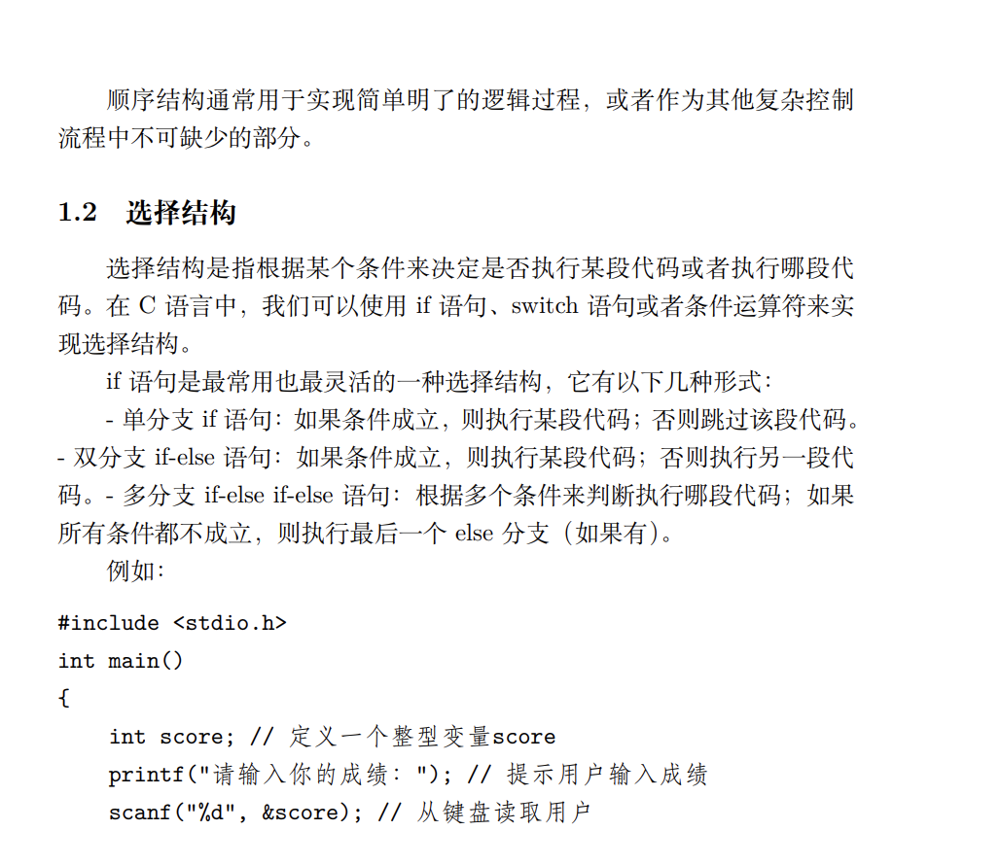 顺序结构通常用于实现简单明了的逻辑过程，或者作为其他复杂控制
流程中不可缺少的部分。
1.2 选择结构
选择结构是指根据某个条件来决定是否执行某段代码或者执行哪段代
码。在 C 语言中，我们可以使用 if 语句、switch 语句或者条件运算符来实
现选择结构。
if 语句是最常用也最灵活的一种选择结构，它有以下几种形式：
- 单分支 if 语句：如果条件成立，则执行某段代码；否则跳过该段代码。
- 双分支 if-else 语句：如果条件成立，则执行某段代码；否则执行另一段代
码。- 多分支 if-else if-else 语句：根据多个条件来判断执行哪段代码；如果
所有条件都不成立，则执行最后一个 else 分支（如果有）。
例如：
#include <stdio.h>
int main()
{
int score; // 定义一个整型变量score
printf("请输入你的成绩："); // 提示用户输入成绩
scanf("%d", &score); // 从键盘读取用户